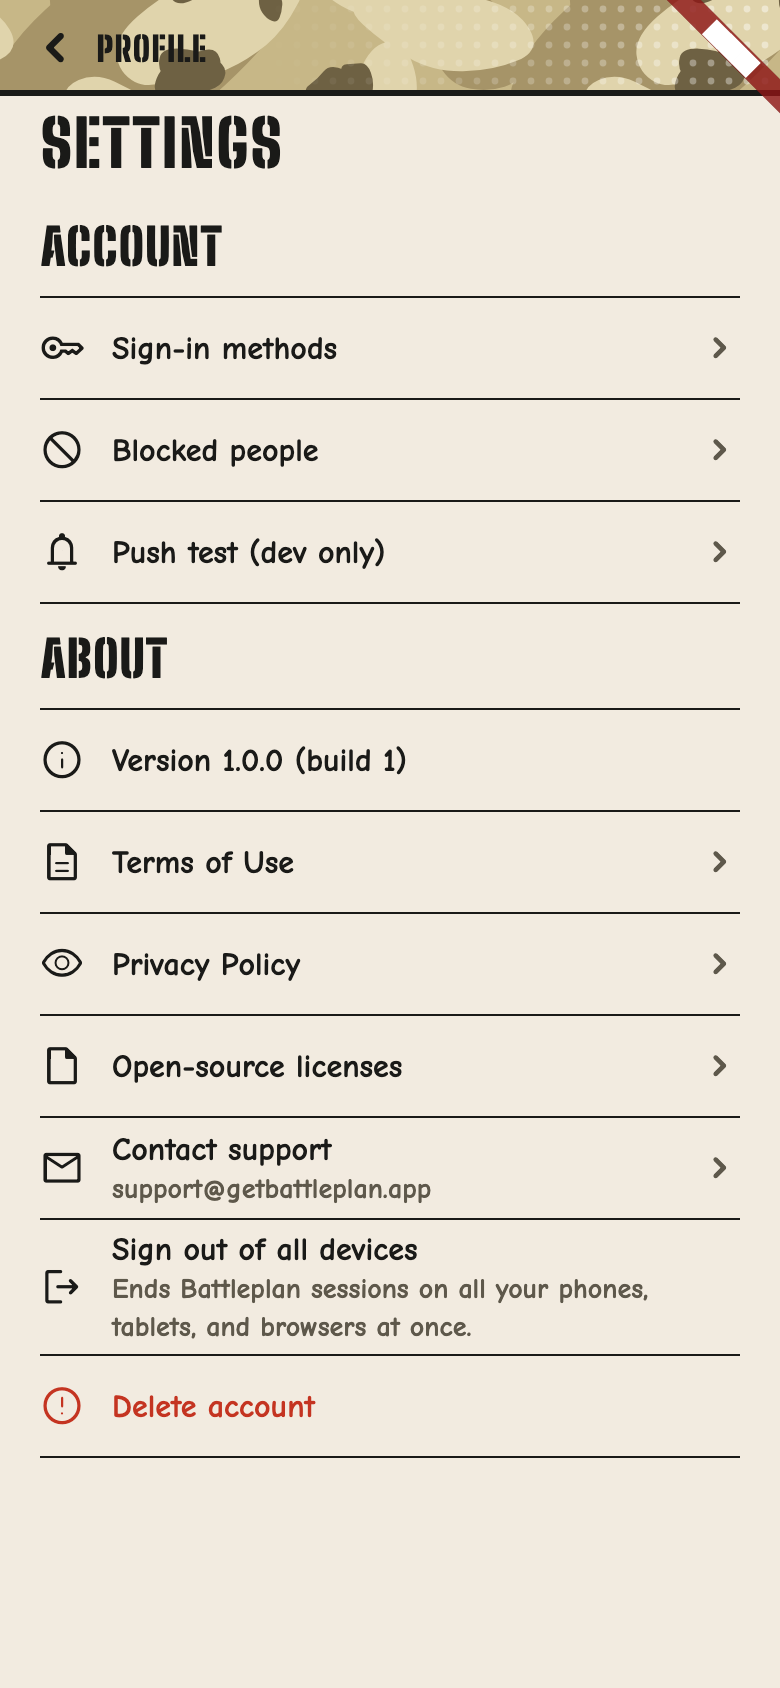 PROFILE
SETTINGS
ACCOUNT
Sign-in methods
Blocked people
Push test (dev only)
ABOUT
Version 1.0.0 (build 1)
Terms of Use
Privacy Policy
Open-source licenses
Contact support
support@getbattleplan.app
Sign out of all devices
Ends Battleplan sessions on all your phones,
tablets, and browsers at once.
Delete account